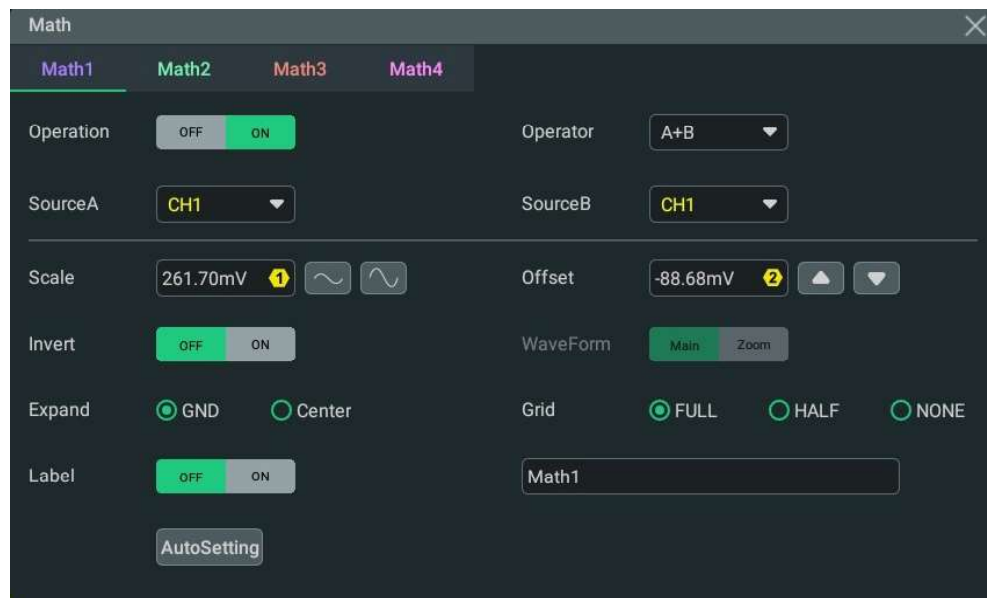 Math
Math1 Math2 Math3 Math4
Operation OFF ON Operator A+B
SourceA CH1 SourceB CH1
Scale 261.70mV 1 Offset -88.68mV 2
Invert OFF ON WaveForm Main Zoom
Expand GND Center Grid FULL HALF NONE
Label OFF ON Math1
AutoSetting